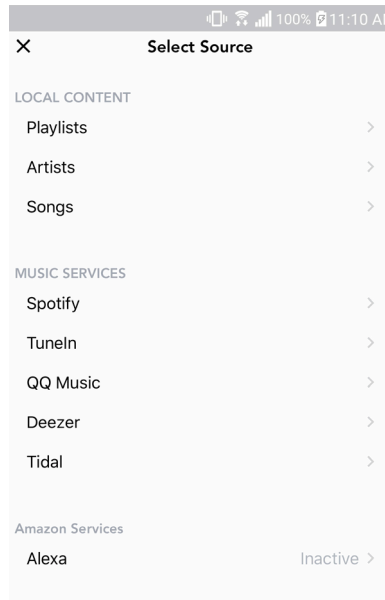 100% 11:10 A
Select Source
LOCAL CONTENT
Playlists
Artists
Songs
MUSIC SERVICES
Spotify
TuneIn
QQ Music
Deezer
Tidal
Amazon Services
Alexa Inactive